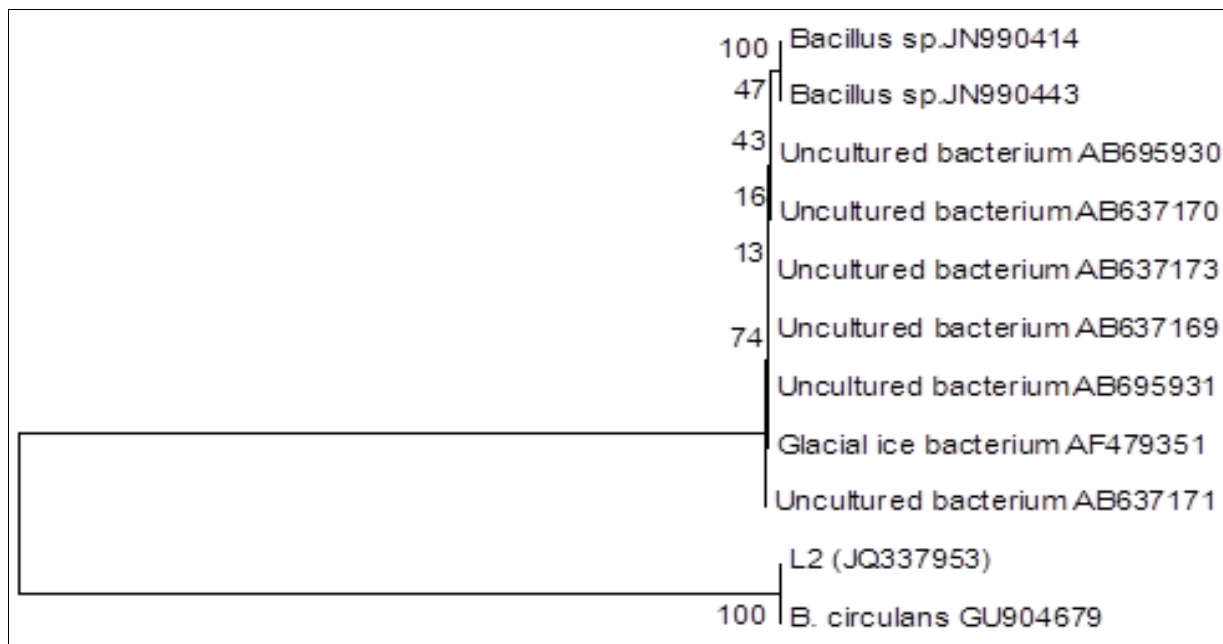 100
Bacillus sp.JN990414
47
Bacillus sp.JN990443
43
Uncultured bacterium AB695930
16
Uncultured bacterium AB637170
13
Uncultured bacterium AB637173
74
Uncultured bacterium AB637169
Uncultured bacterium AB695931
Glacial ice bacterium AF479351
Uncultured bacterium AB637171
L2 (JQ337953)
100
B. circulans GU904679